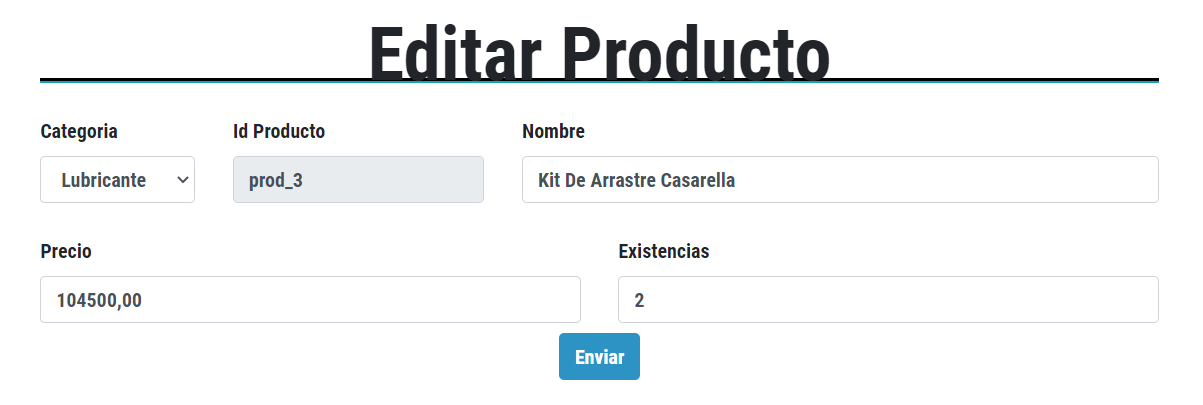 Editar Producto
Categoria Id Producto Nombre
Lubricante prod_3 Kit De Arrastre Casarella
Precio Existencias
104500,00 2
Enviar